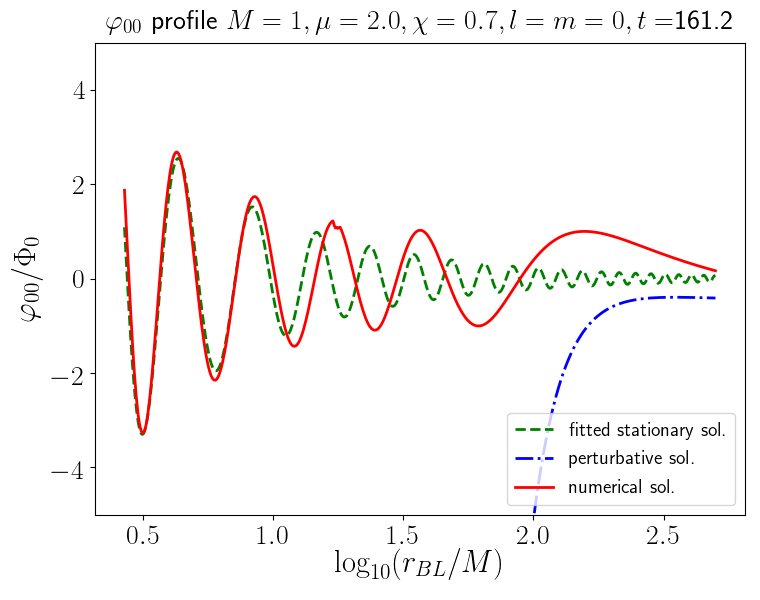 φ₀₀ profile M = 1, μ = 2.0, χ = 0.7, l = m = 0, t = 161.2
φ₀₀/Φ₀
4
2
0
−2
−4
fitted stationary sol.
perturbative sol.
numerical sol.
0.5 1.0 1.5 2.0 2.5
log₁₀(r_BL/M)